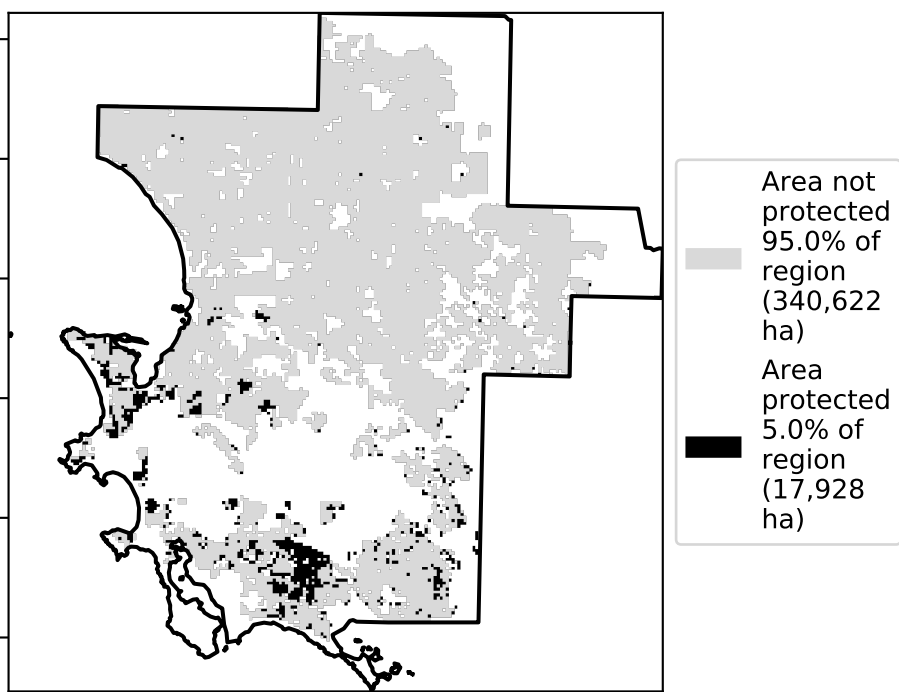 Area not
protected
95.0% of
region
(340,622
ha)
Area
protected
5.0% of
region
(17,928
ha)